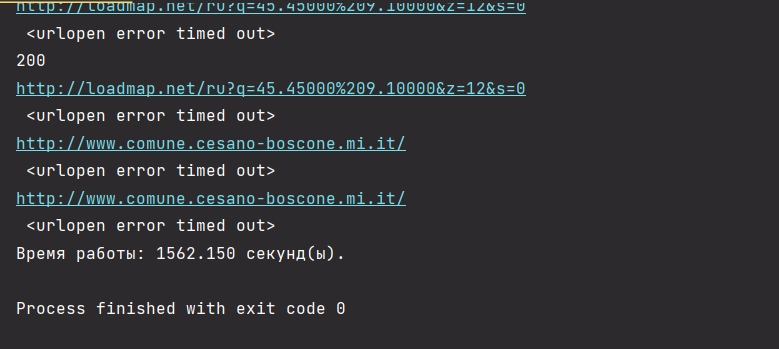 http://loadmap.net/ru?q=45.45000%209.10000&z=12&s=0
<urlopen error timed out>
200
http://loadmap.net/ru?q=45.45000%209.10000&z=12&s=0
<urlopen error timed out>
http://www.comune.cesano-boscone.mi.it/
<urlopen error timed out>
http://www.comune.cesano-boscone.mi.it/
<urlopen error timed out>
Время работы: 1562.150 секунд(ы).
Process finished with exit code 0